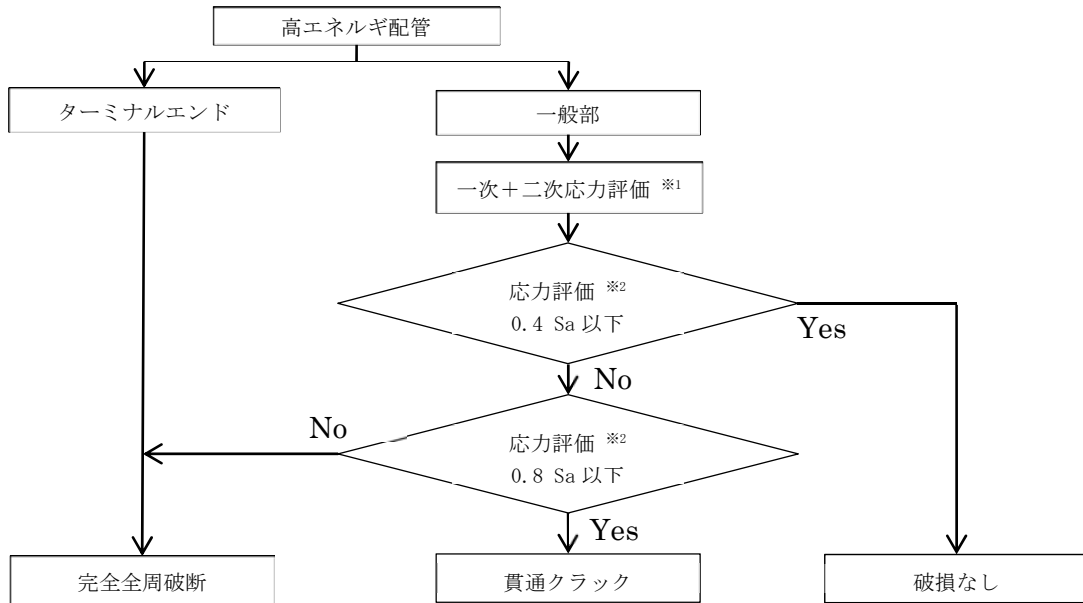 高エネルギ配管
ターミナルエンド
一般部
一次＋二次応力評価 ※1
応力評価 ※2
0.4 Sa 以下
Yes
No
No
応力評価 ※2
0.8 Sa 以下
Yes
完全全周破断
貫通クラック
破損なし